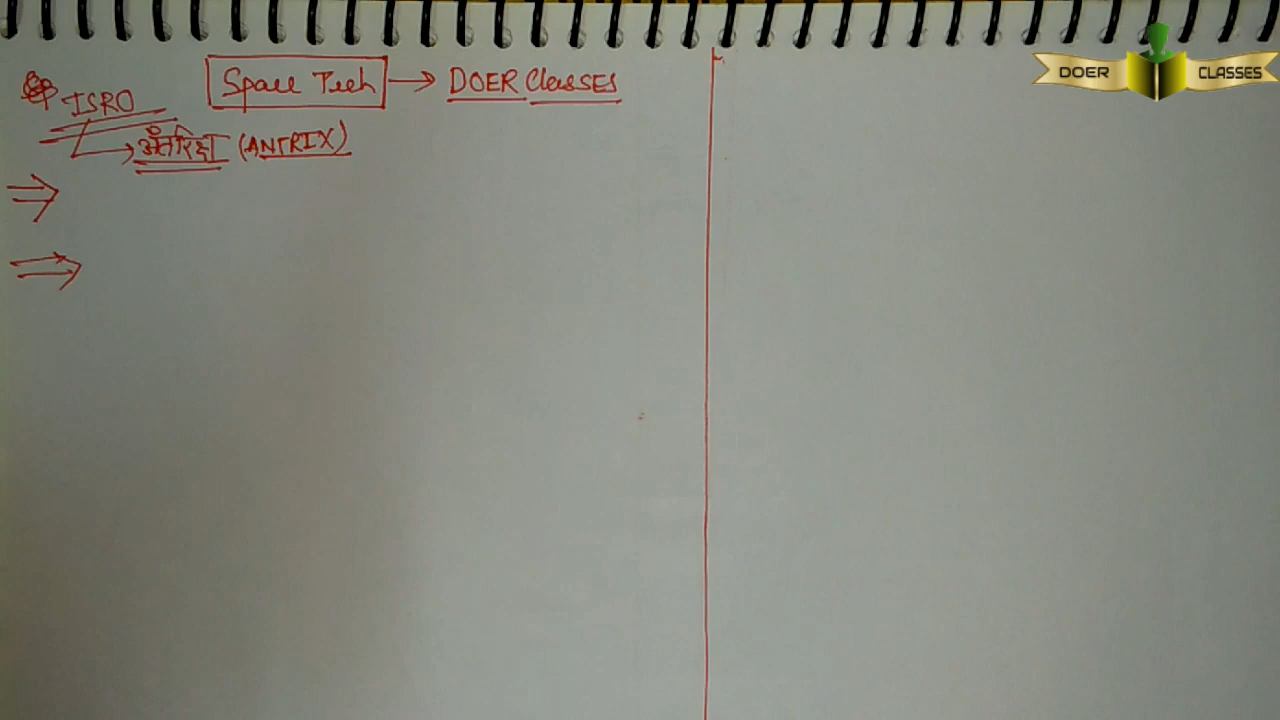 Space Tech → DOER Classes
ISRO
अंतरिक्ष (ANTRIX)
DOER CLASSES